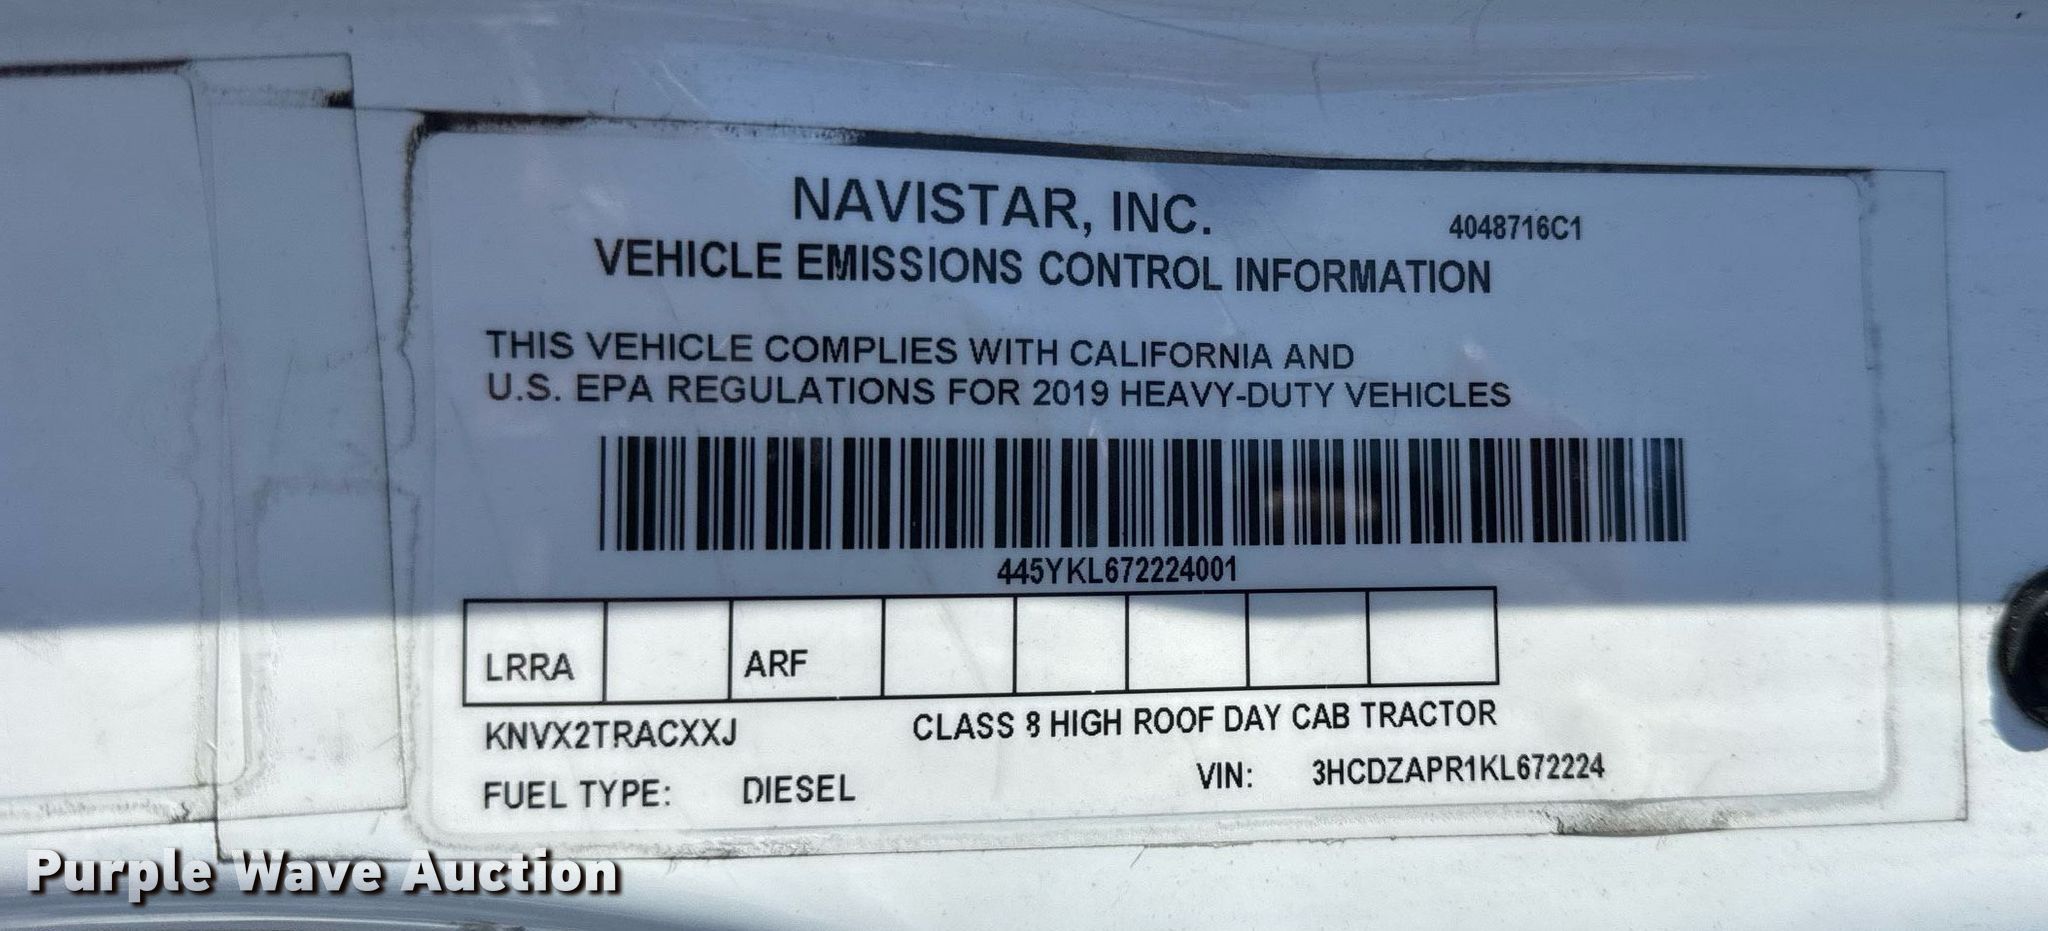 NAVISTAR, INC.
4048716C1
VEHICLE EMISSIONS CONTROL INFORMATION
THIS VEHICLE COMPLIES WITH CALIFORNIA AND
U.S. EPA REGULATIONS FOR 2019 HEAVY-DUTY VEHICLES
445YKL672224001
LRRA ARF
KNVX2TRACXXJ CLASS 8 HIGH ROOF DAY CAB TRACTOR
FUEL TYPE: DIESEL VIN: 3HCDZAPR1KL672224
Purple Wave Auction